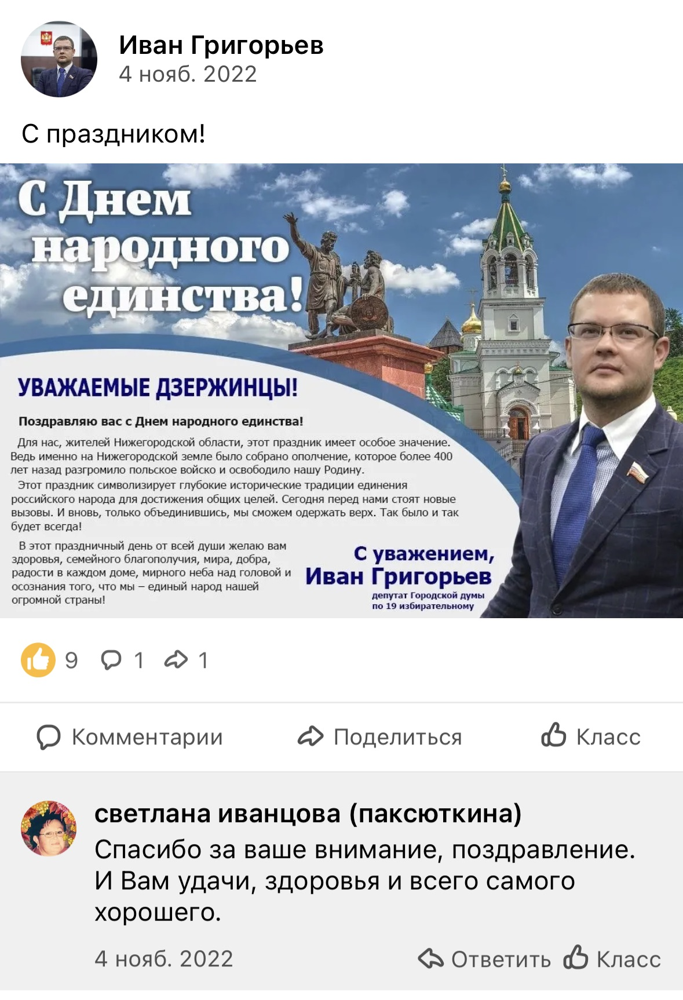 Иван Григорьев
4 нояб. 2022
С праздником!
С Днем
народного
единства!
УВАЖАЕМЫЕ ДЗЕРЖИНЦЫ!
Поздравляю вас с Днем народного единства!
Для нас, жителей Нижегородской области, этот праздник имеет особое значение.
Ведь именно на Нижегородской земле было собрано ополчение, которое более 400
лет назад разгромило польское войско и освободило нашу Родину.
Этот праздник символизирует глубокие исторические традиции единения
российского народа для достижения общих целей. Сегодня перед нами стоят новые
вызовы. И вновь, только объединившись, мы сможем одержать верх. Так было и так
будет всегда!
В этот праздничный день от всей души желаю вам
здоровья, семейного благополучия, мира, добра,
радости в каждом доме, мирного неба над головой и
осознания того, что мы – единый народ нашей
огромной страны!
С уважением,
Иван Григорьев
депутат Городской думы
по 19 избирательному
9 1 1
Комментарии Поделиться Класс
светлана иванцова (паксюткина)
Спасибо за ваше внимание, поздравление.
И Вам удачи, здоровья и всего самого
хорошего.
4 нояб. 2022 Ответить Класс